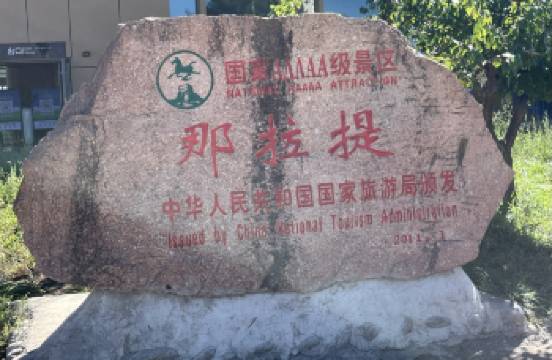 国家AAAAA级景区
NATIONAL AAAAA ATTRACTION
那拉提
中华人民共和国国家旅游局颁发
Issued by China National Tourism Administration